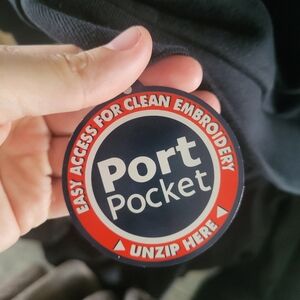 EASY ACCESS FOR CLEAN EMBROIDERY
Port
Pocket
UNZIP HERE